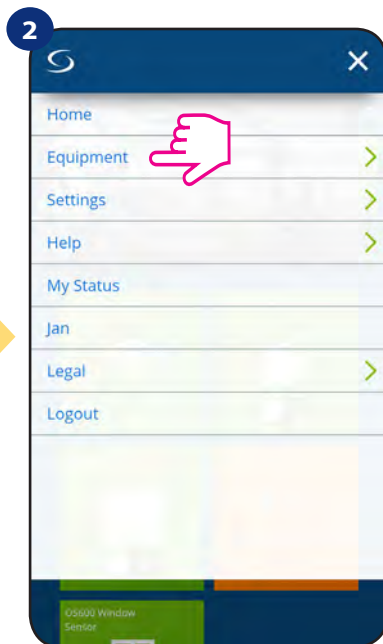 2
Home
Equipment
Settings
Help
My Status
Jan
Legal
Logout
OS600 Window
Sensor